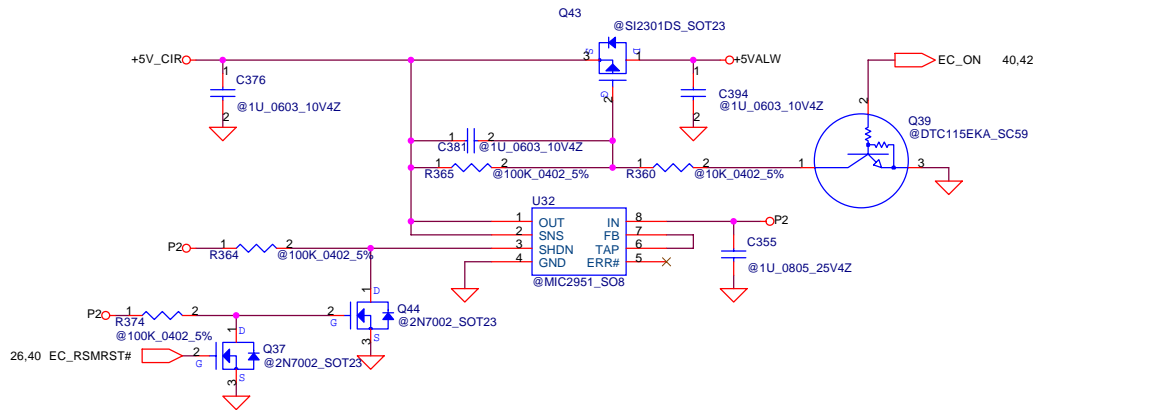 Q43
@SI2301DS_SOT23
+5V_CIR
3
S
D
1
+5VALW
EC_ON 40,42
1
C376
@1U_0603_10V4Z
2
G
2
1
C394
@1U_0603_10V4Z
2
2
Q39
@DTC115EKA_SC59
1
2
C381
@1U_0603_10V4Z
1
2
R365
@100K_0402_5%
1
2
R360
@10K_0402_5%
1
3
U32
1 OUT IN 8
2 SNS FB 7
3 SHDN TAP 6
4 GND ERR# 5
@MIC2951_SO8
P2
C355
@1U_0805_25V4Z
P2
1
2
R364
@100K_0402_5%
1
D
Q44
@2N7002_SOT23
2
G
S
3
P2
1
2
R374
@100K_0402_5%
1
D
Q37
@2N7002_SOT23
26,40 EC_RSMRST#
2
G
S
3